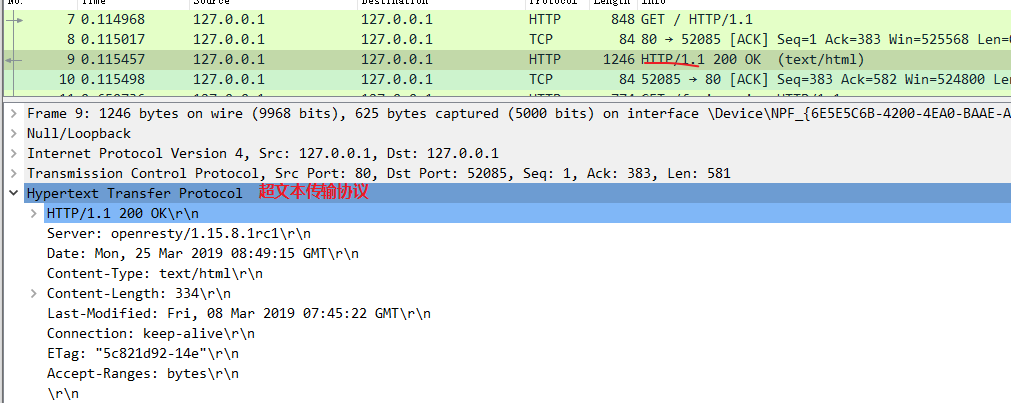 No. Time Source Destination Protocol Length Info
7 0.114968 127.0.0.1 127.0.0.1 HTTP 848 GET / HTTP/1.1
8 0.115017 127.0.0.1 127.0.0.1 TCP 84 80 → 52085 [ACK] Seq=1 Ack=383 Win=525568
9 0.115457 127.0.0.1 127.0.0.1 HTTP 1246 HTTP/1.1 200 OK (text/html)
10 0.115498 127.0.0.1 127.0.0.1 TCP 84 52085 → 80 [ACK] Seq=383 Ack=582 Win=524800
Frame 9: 1246 bytes on wire (9968 bits), 625 bytes captured (5000 bits) on interface \Device\NPF_{6E5E5C6B-4200-4EA0-BAAE-A
Null/Loopback
Internet Protocol Version 4, Src: 127.0.0.1, Dst: 127.0.0.1
Transmission Control Protocol, Src Port: 80, Dst Port: 52085, Seq: 1, Ack: 383, Len: 581
Hypertext Transfer Protocol 超文本传输协议
HTTP/1.1 200 OK\r\n
Server: openresty/1.15.8.1rc1\r\n
Date: Mon, 25 Mar 2019 08:49:15 GMT\r\n
Content-Type: text/html\r\n
Content-Length: 334\r\n
Last-Modified: Fri, 08 Mar 2019 07:45:22 GMT\r\n
Connection: keep-alive\r\n
ETag: "5c821d92-14e"\r\n
Accept-Ranges: bytes\r\n
\r\n